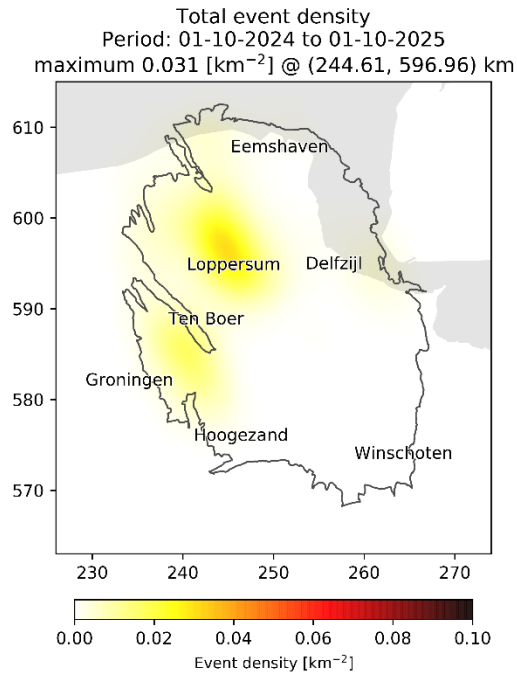 Total event density
Period: 01-10-2024 to 01-10-2025
maximum 0.031 [km⁻²] @ (244.61, 596.96) km
610
600
590
580
570
Eemshaven
Loppersum
Delfzijl
Ten Boer
Groningen
Hoogezand
Winschoten
230 240 250 260 270
0.00 0.02 0.04 0.06 0.08 0.10
Event density [km⁻²]